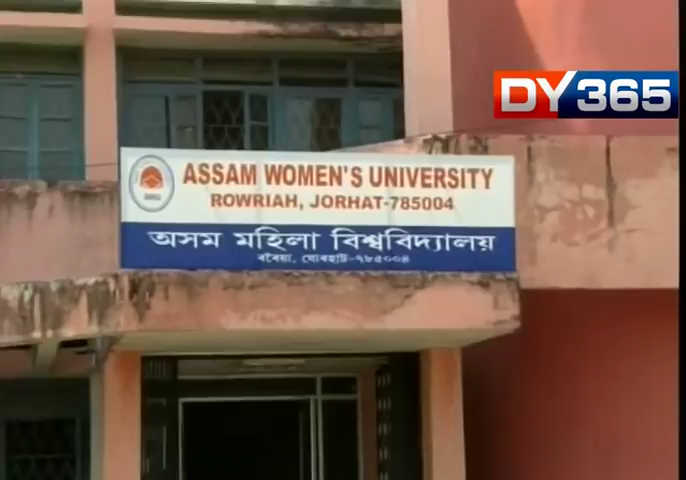 DY365
ASSAM WOMEN'S UNIVERSITY
ROWRIAH, JORHAT-785004
অসম মহিলা বিশ্ববিদ্যালয়
ৰৰৈয়া, যোৰহাট-৭৮৫০০৪